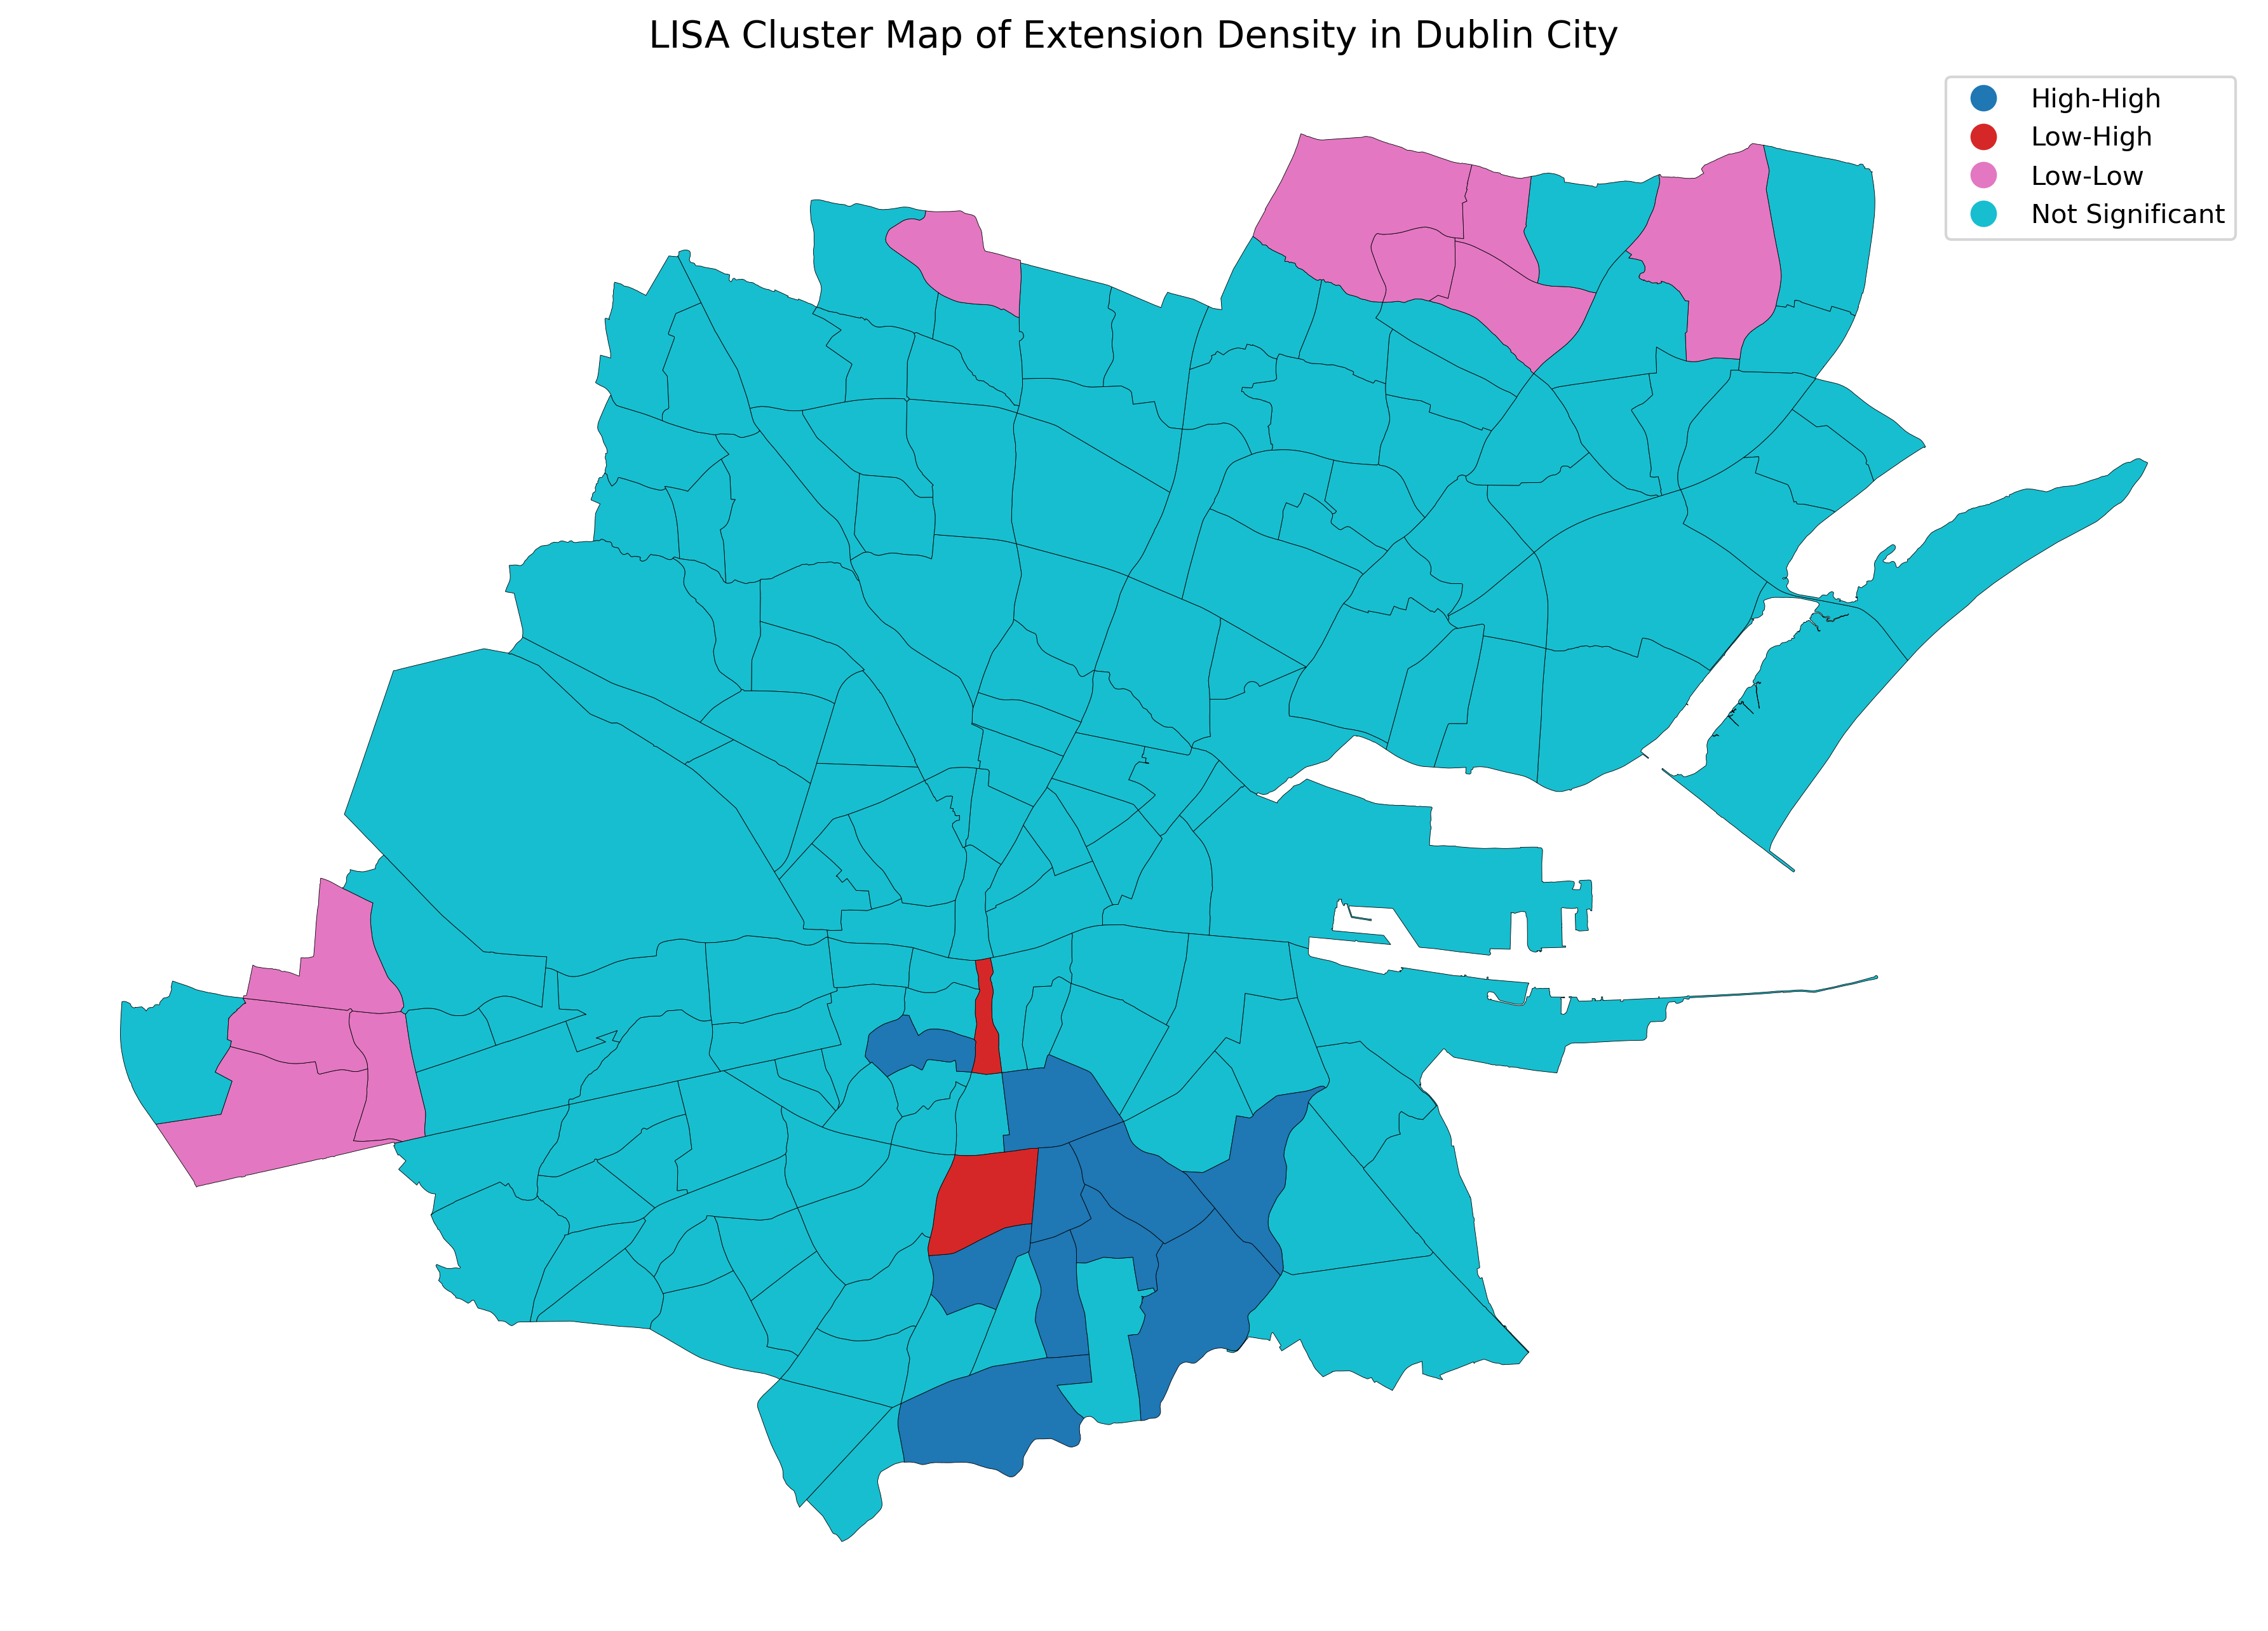 LISA Cluster Map of Extension Density in Dublin City
High-High
Low-High
Low-Low
Not Significant